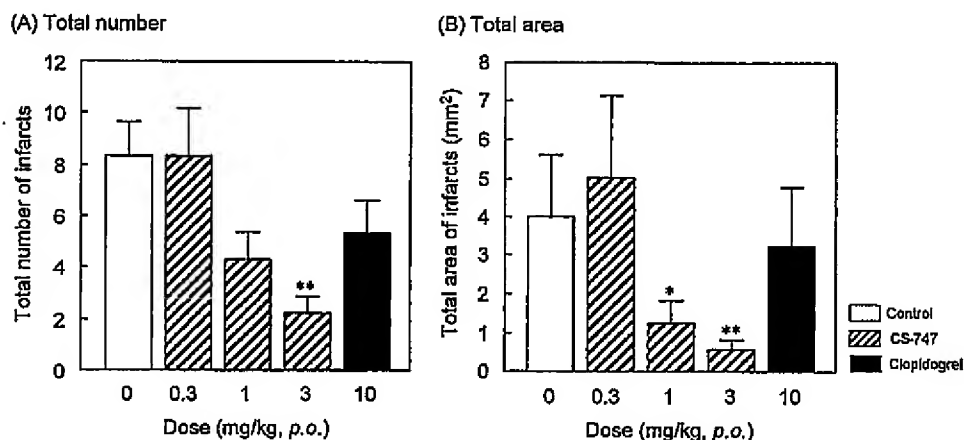 (A) Total number
Total number of infarcts
12
10
8
6
4
2
0
**
0 0.3 1 3 10
Dose (mg/kg, p.o.)
(B) Total area
Total area of infarcts (mm²)
8
7
6
5
4
3
2
1
0
*
**
0 0.3 1 3 10
Dose (mg/kg, p.o.)
Control
CS-747
Clopidogrel